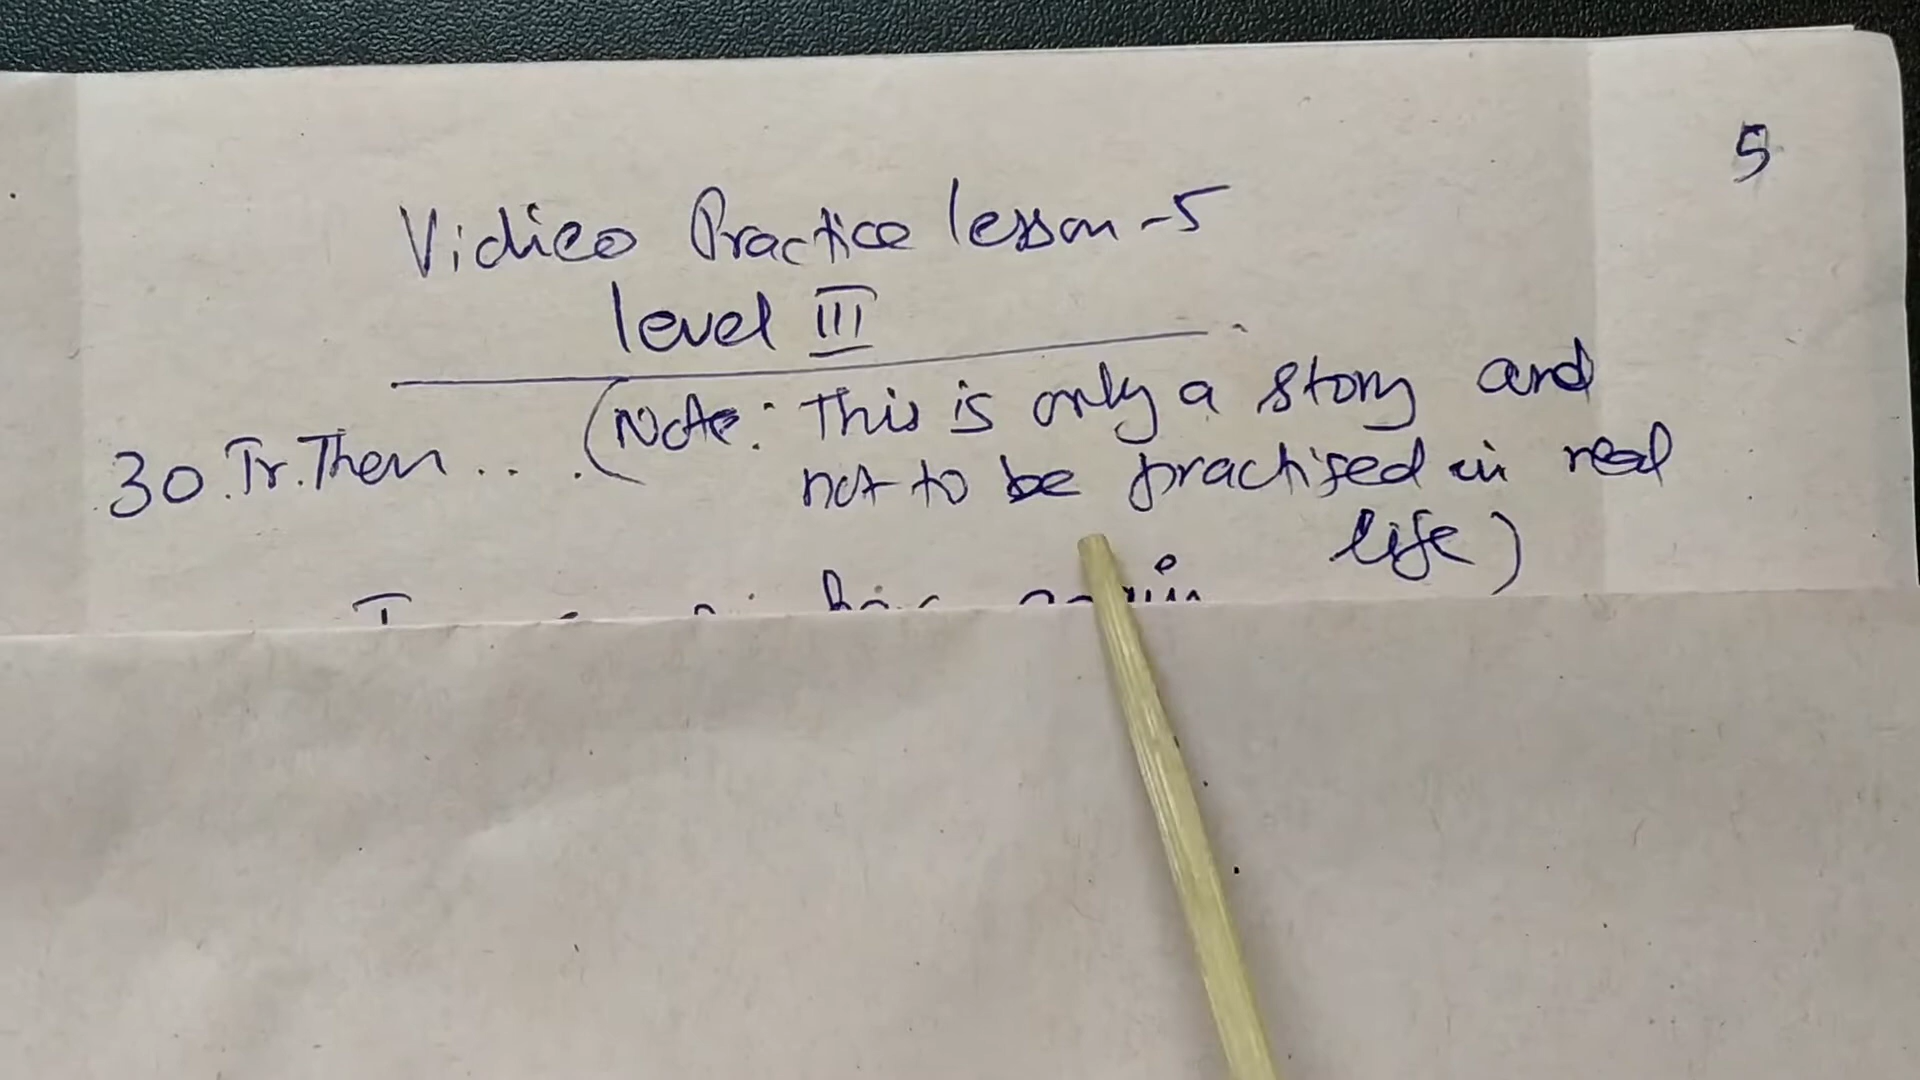 5
Vidieo Practice lesson-5
level III
30.Tr.Then... (Note: This is only a story and
not to be practised in real
life)